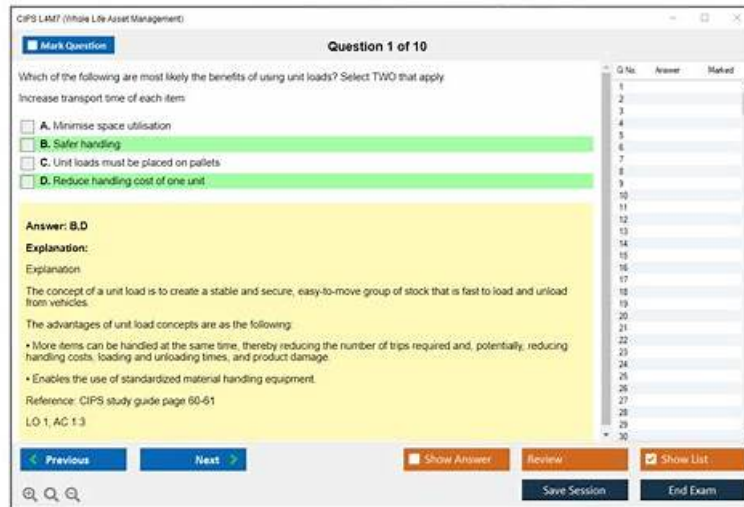 CIPS L4M7 (Whole Life Asset Management)
Mark Question
Question 1 of 10
Which of the following are most likely the benefits of using unit loads? Select TWO that apply.
Increase transport time of each item
A. Minimise space utilisation
B. Safer handling
C. Unit loads must be placed on pallets
D. Reduce handling cost of one unit
Answer: B,D
Explanation:
Explanation
The concept of a unit load is to create a stable and secure, easy-to-move group of stock that is fast to load and unload
from vehicles.
The advantages of unit load concepts are as the following:
• More items can be handled at the same time, thereby reducing the number of trips required and, potentially, reducing
handling costs, loading and unloading times, and product damage.
• Enables the use of standardized material handling equipment.
Reference: CIPS study guide page 60-61
LO 1, AC 1.3
Q No. Answer Marked
1
2
3
4
5
6
7
8
9
10
11
12
13
14
15
16
17
18
19
20
21
22
23
24
25
26
27
28
29
30
Previous
Next
Show Answer
Review
Show List
Save Session
End Exam